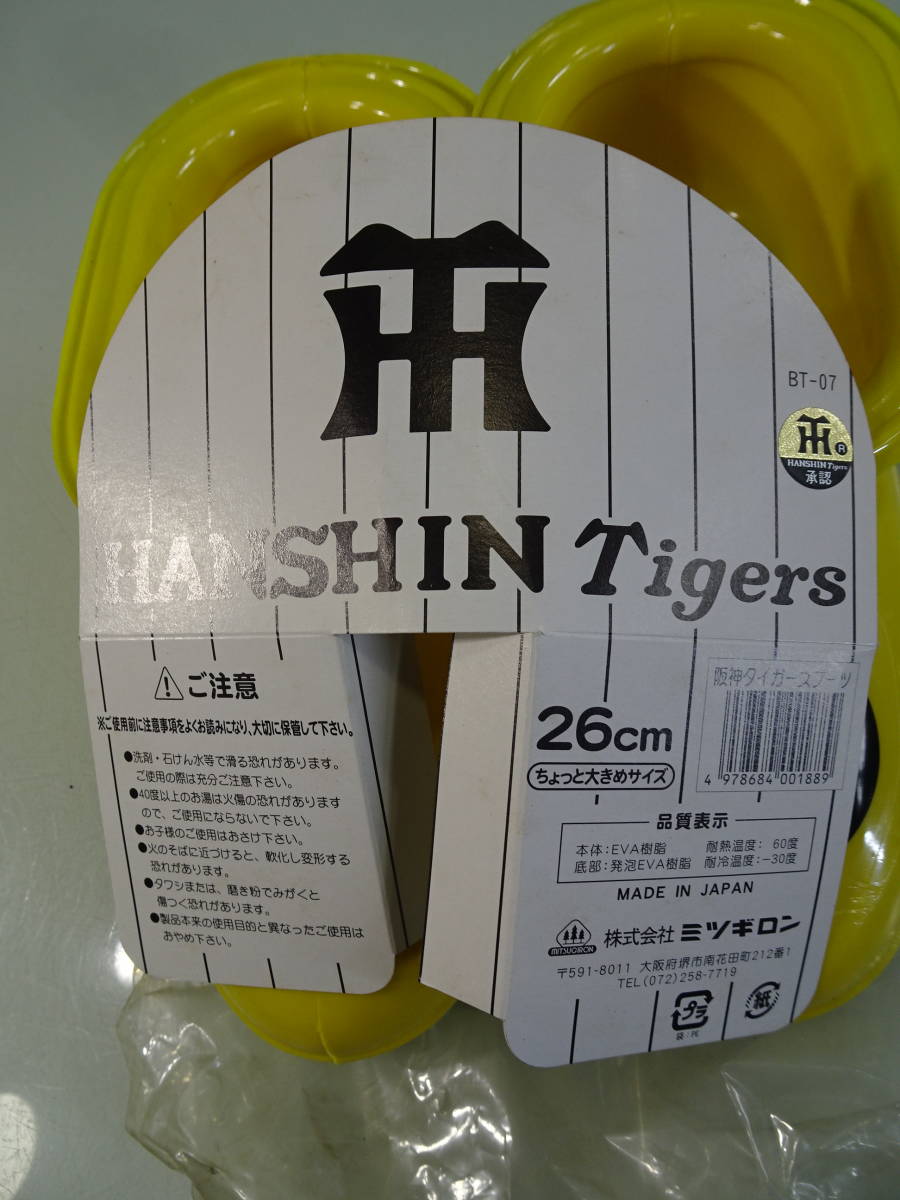 TH
BT-07
TH
®
HANSHIN Tigers
承認
HANSHIN Tigers
ご注意
※ご使用前に注意事項をよくお読みになり、大切に保管して下さい。
●洗剤・石けん水等で滑る恐れがあります。
ご使用の際は充分ご注意下さい。
●40度以上のお湯は火傷の恐れがあります
ので、ご使用にならないで下さい。
●お子様のご使用はおさけ下さい。
●火のそばに近づけると、軟化し変形する
恐れがあります。
●タワシまたは、磨き粉でみがくと
傷つく恐れがあります。
●製品本来の使用目的と異なったご使用は
おやめ下さい。
26cm
ちょっと大きめサイズ
阪神タイガースブーツ
4 978684 001889
品質表示
本体：EVA樹脂 耐熱温度： 60度
底部：発泡EVA樹脂 耐冷温度：-30度
MADE IN JAPAN
MITSUGIRON
株式会社 ミツギロン
〒591-8011 大阪府堺市南花田町212番1
TEL(072)258-7719
プラ
袋：PE
紙